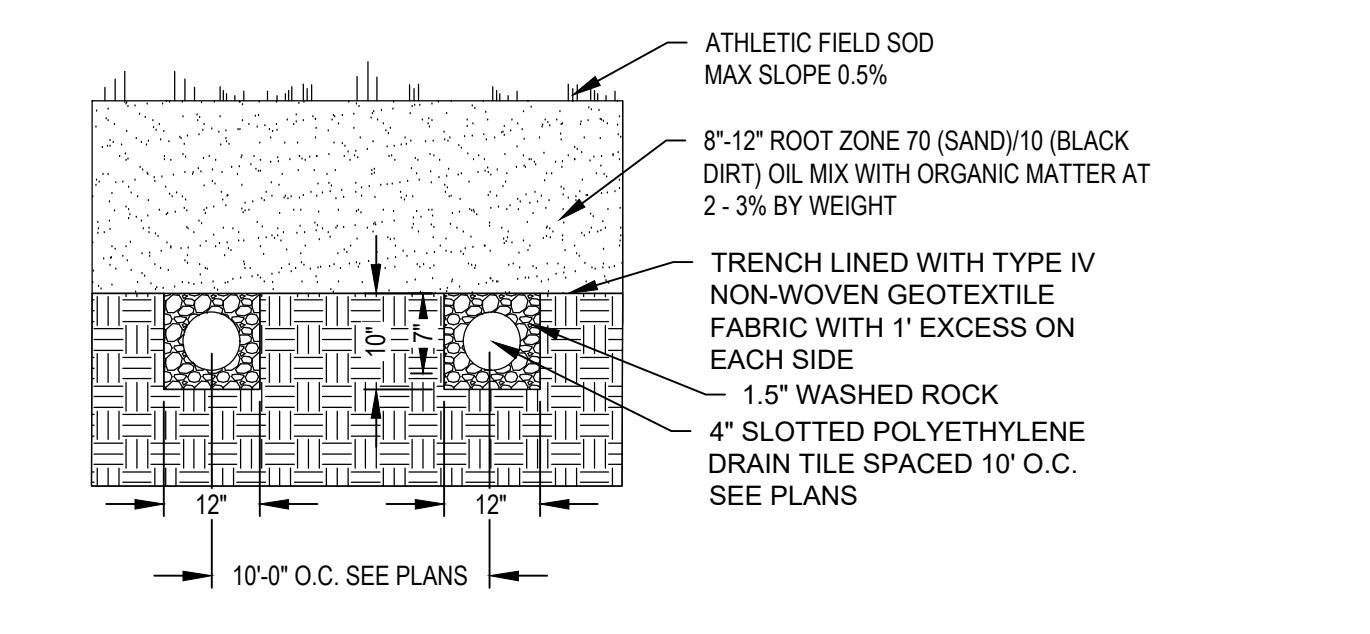 ATHLETIC FIELD SOD
MAX SLOPE 0.5%
8"-12" ROOT ZONE 70 (SAND)/10 (BLACK
DIRT) OIL MIX WITH ORGANIC MATTER AT
2 - 3% BY WEIGHT
TRENCH LINED WITH TYPE IV
NON-WOVEN GEOTEXTILE
FABRIC WITH 1' EXCESS ON
EACH SIDE
1.5" WASHED ROCK
4" SLOTTED POLYETHYLENE
DRAIN TILE SPACED 10' O.C.
SEE PLANS
10"
7"
12"
12"
10'-0" O.C. SEE PLANS